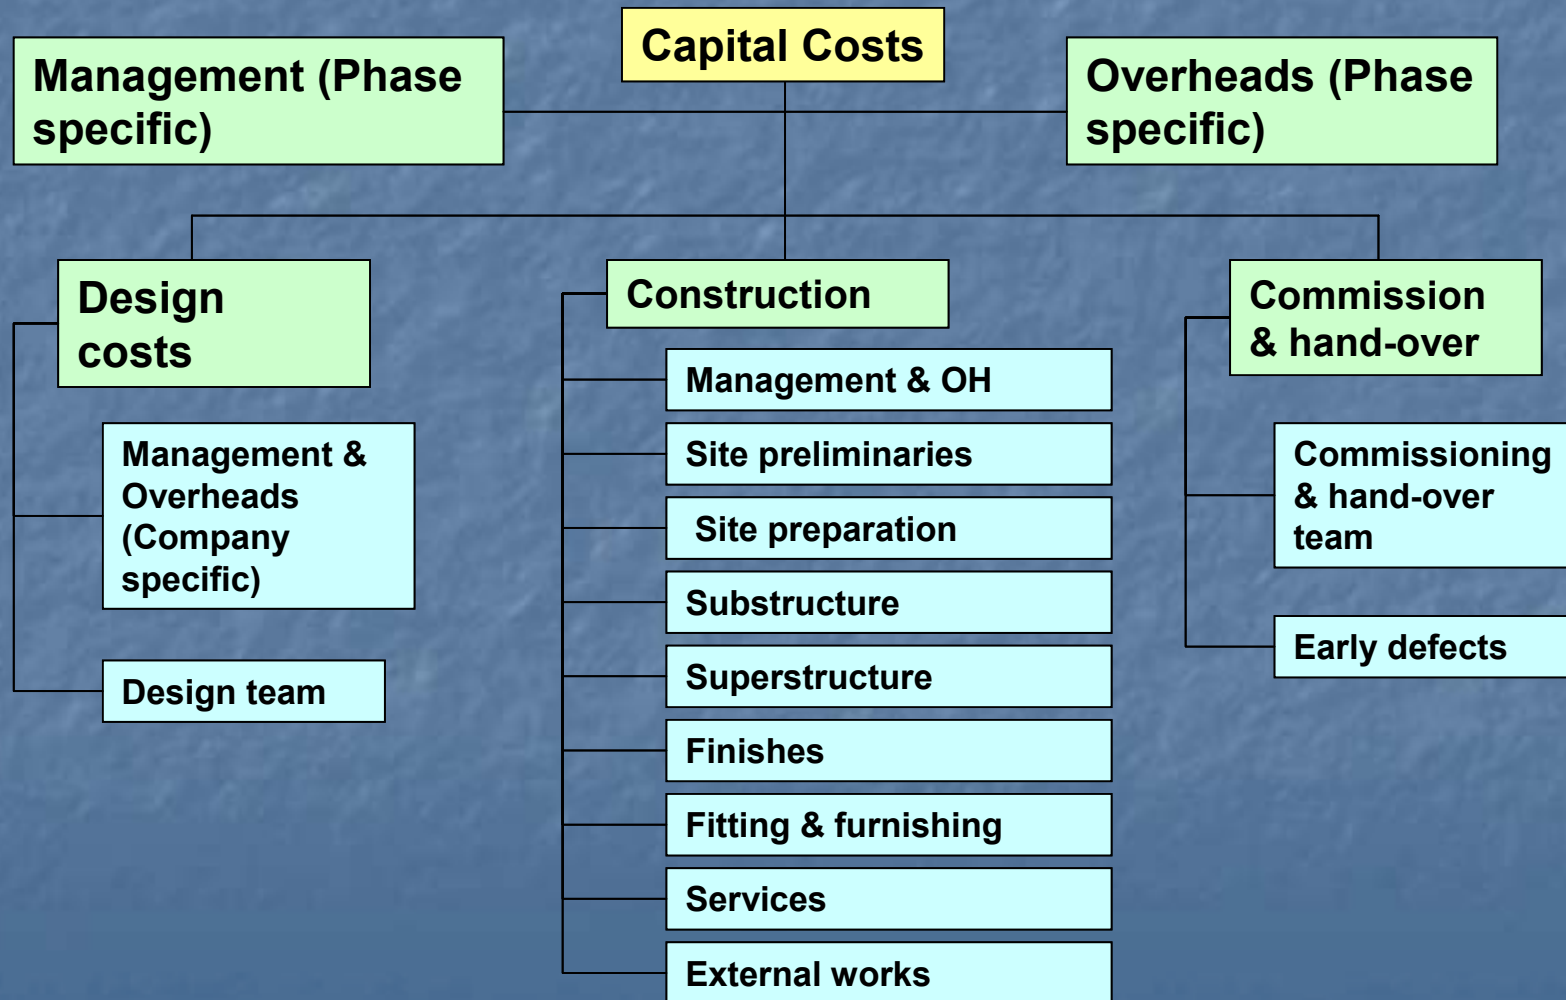 Capital Costs
Management (Phase
specific)
Overheads (Phase
specific)
Design
costs
Management &
Overheads
(Company
specific)
Design team
Construction
Management & OH
Site preliminaries
Site preparation
Substructure
Superstructure
Finishes
Fitting & furnishing
Services
External works
Commission
& hand-over
Commissioning
& hand-over
team
Early defects